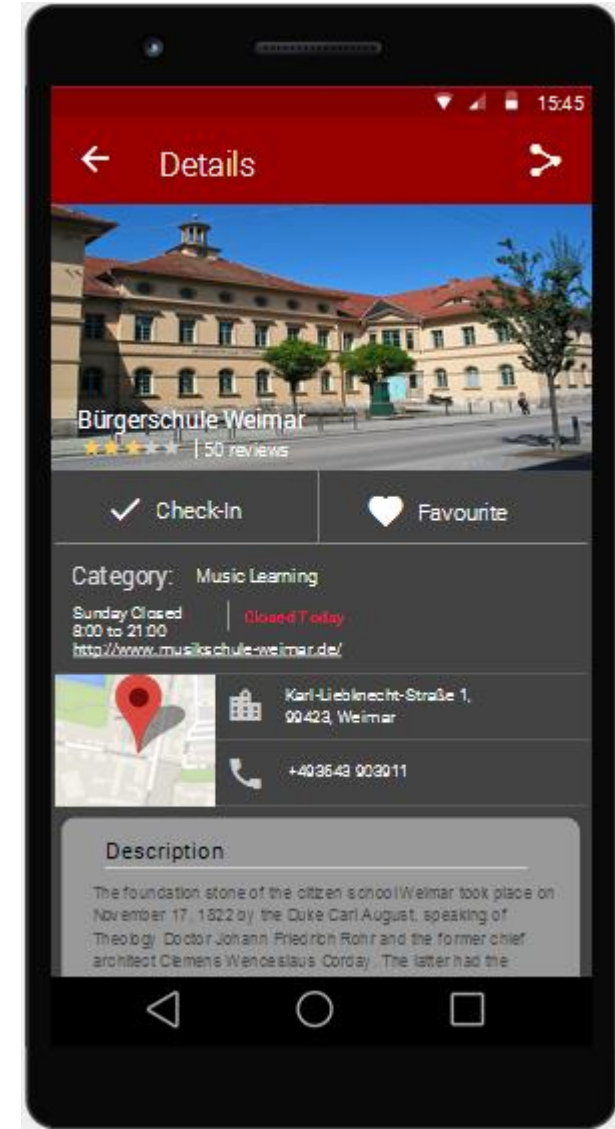 15:45
Details
Bürgerschule Weimar
50 reviews
Check-In
Favourite
Category: Music Learning
Sunday Closed
8:00 to 21:00
Closed Today
http://www.musikschule-weimar.de/
Karl-Liebknecht-Straße 1,
99423, Weimar
+493643 903911
Description
The foundation stone of the citizen school Weimar took place on
November 17, 1822 by the Duke Carl August, speaking of
Theology Doctor Johann Friedrich Rohr and the former chief
architect Clemens Wenceslaus Corday. The latter had the